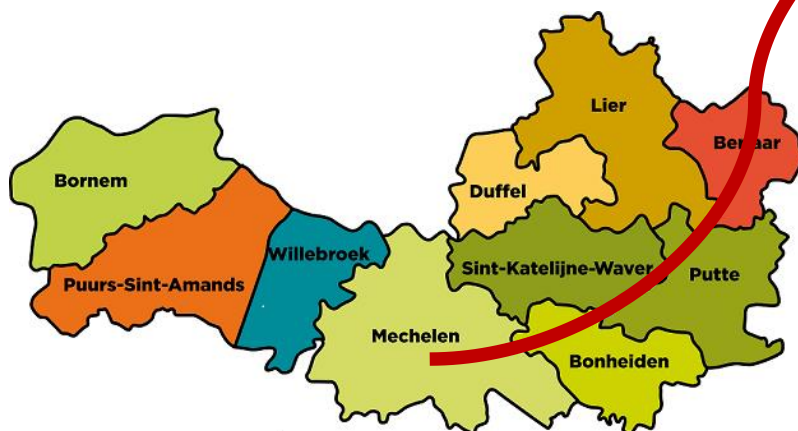 Lier
Bornem
Duffel
Willebroek
Sint-Katelijne-Waver
Putte
Puurs-Sint-Amands
Mechelen
Bonheiden